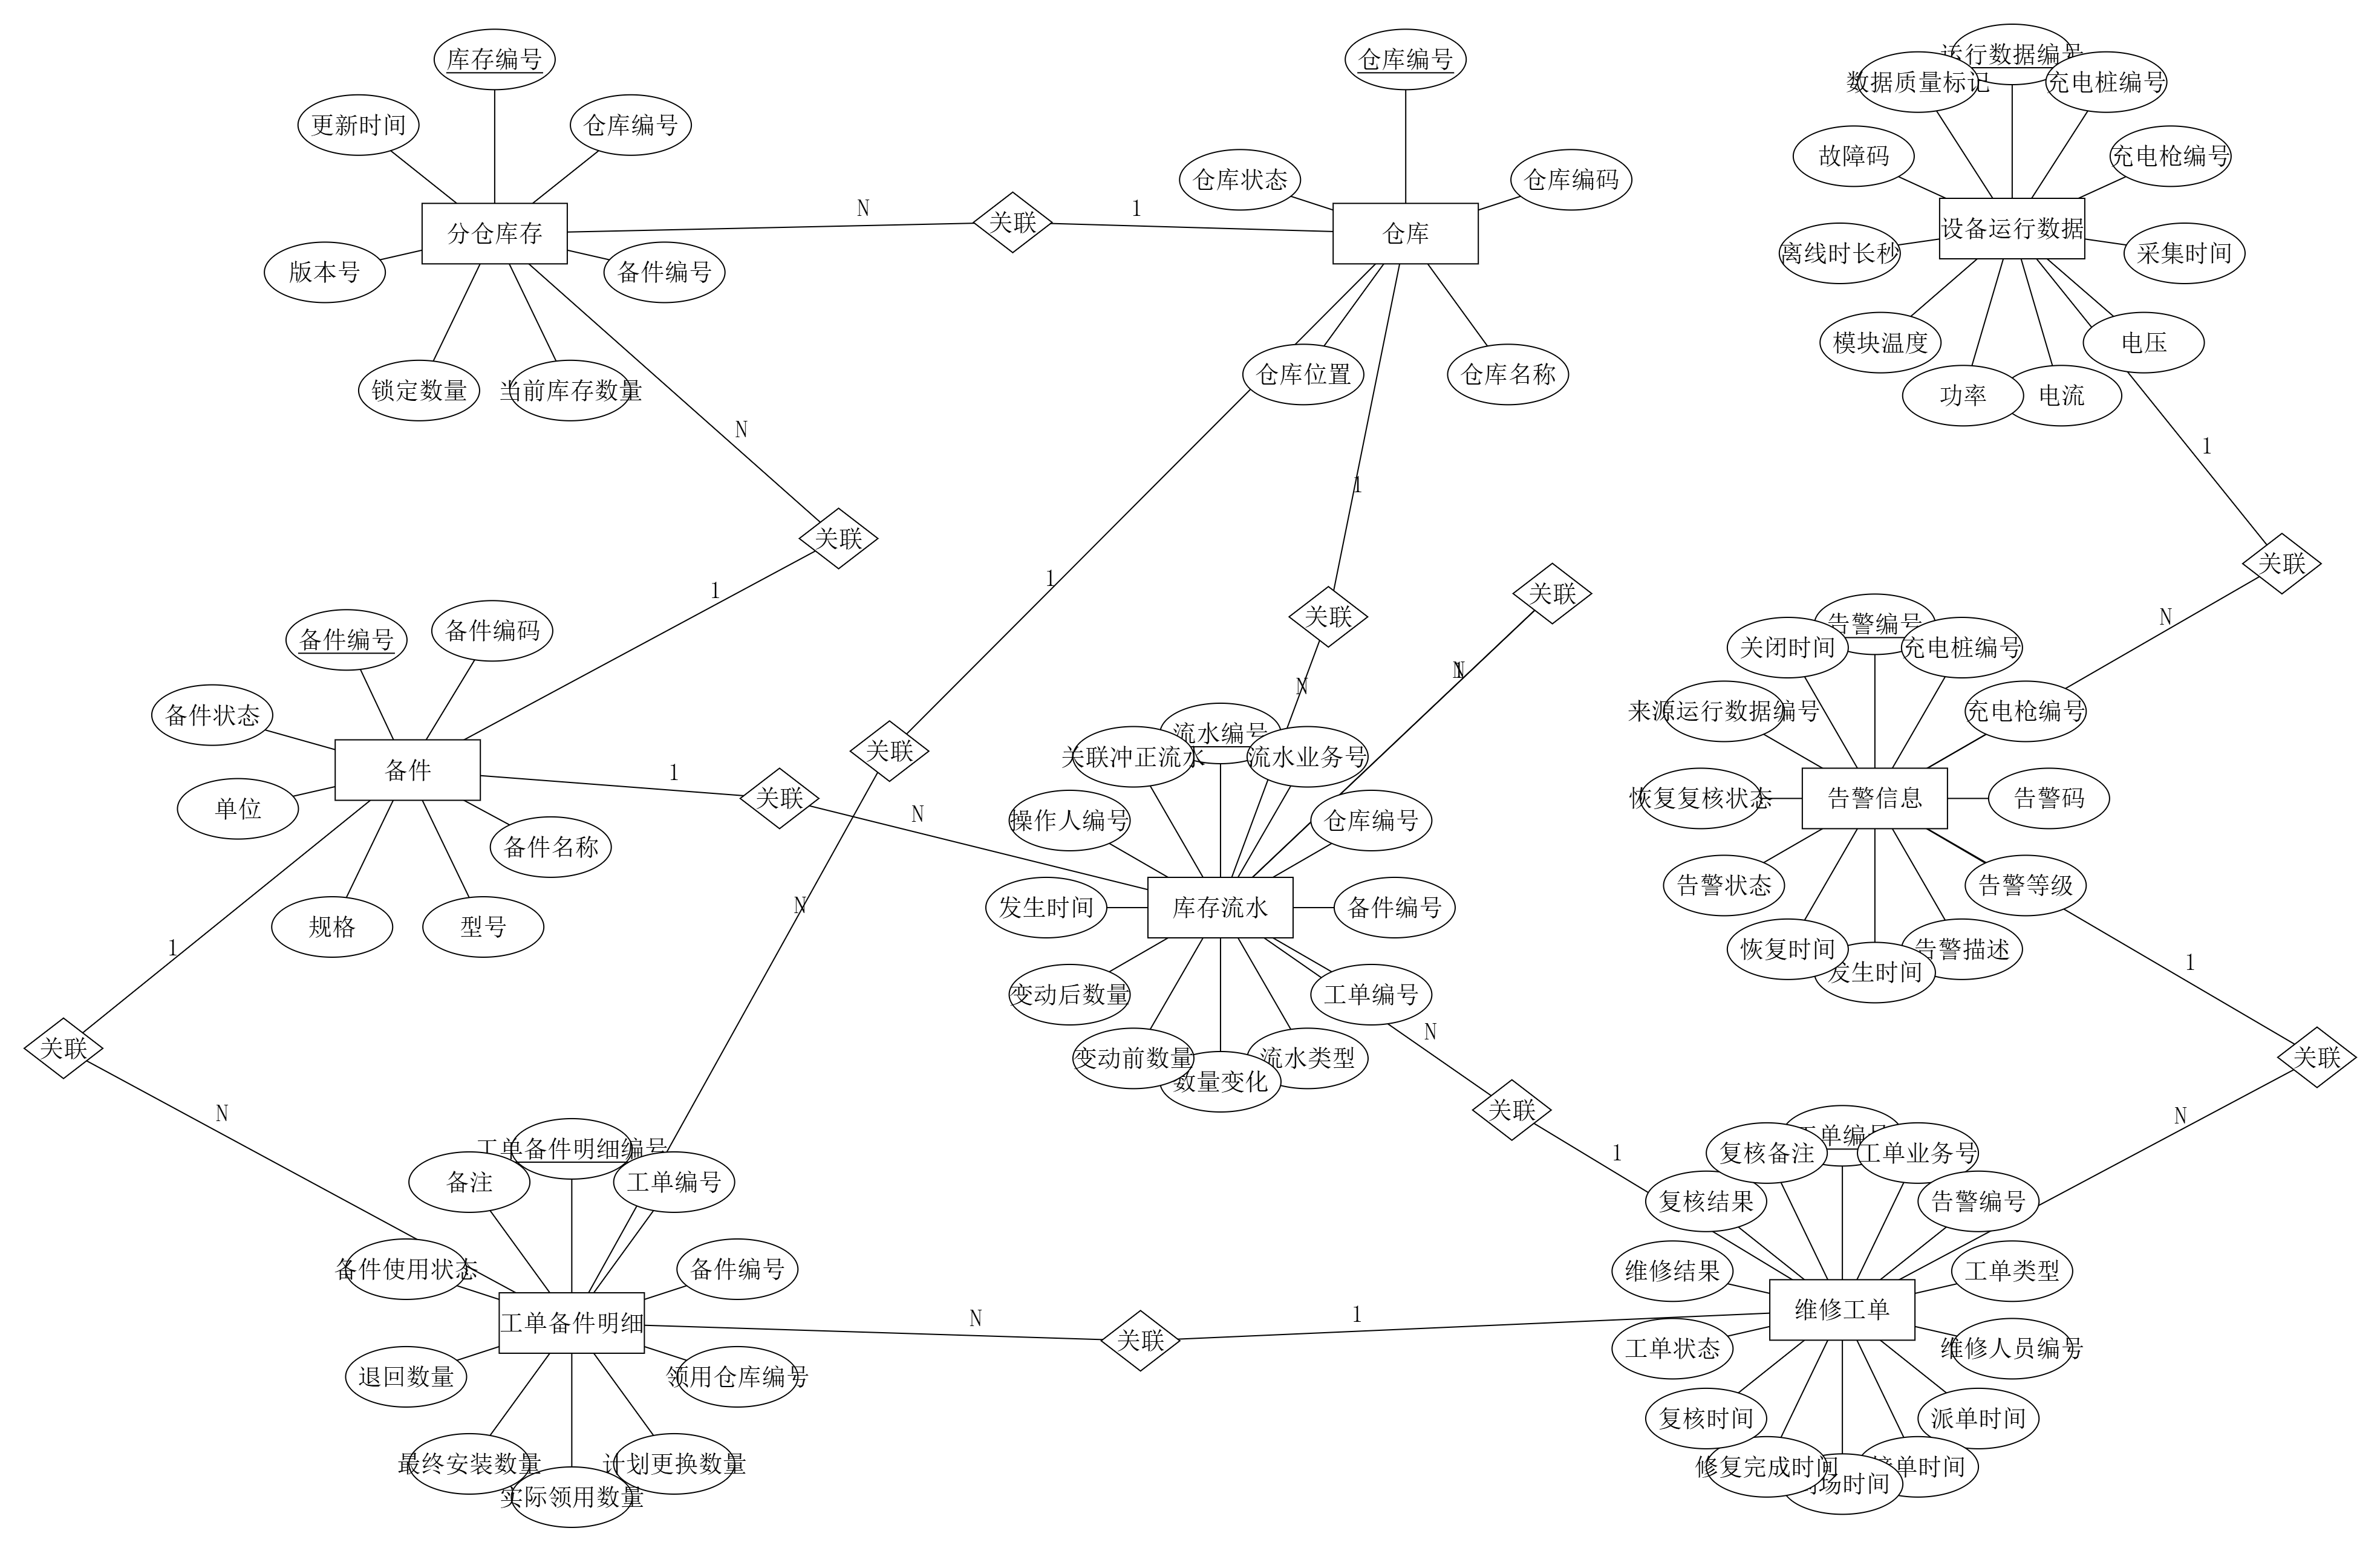 库存编号
更新时间
仓库编号
分仓库存
版本号
备件编号
锁定数量
当前库存数量
N
关联
1
仓库编号
仓库状态
仓库编码
仓库
仓库位置
仓库名称
运行数据编号
数据质量标记
充电桩编号
故障码
充电枪编号
设备运行数据
离线时长秒
采集时间
模块温度
电压
功率
电流
1
关联
N
N
关联
1
1
关联
N
1
关联
N
关联
N
1
备件编号
备件编码
备件状态
备件
单位
备件名称
规格
型号
1
关联
N
1
关联
N
流水编号
关联冲正流水
流水业务号
操作人编号
仓库编号
发生时间
库存流水
备件编号
变动后数量
工单编号
变动前数量
数量变化
流水类型
N
关联
1
告警编号
关闭时间
充电桩编号
来源运行数据编号
充电枪编号
恢复复核状态
告警信息
告警码
告警状态
告警等级
恢复时间
发生时间
告警描述
1
关联
N
工单备件明细编号
备注
工单编号
备件使用状态
备件编号
工单备件明细
退回数量
领用仓库编号
最终安装数量
实际领用数量
计划更换数量
N
关联
1
工单编号
复核备注
工单业务号
复核结果
告警编号
维修结果
工单类型
维修工单
工单状态
维修人员编号
复核时间
派单时间
修复完成时间
场时间
单时间